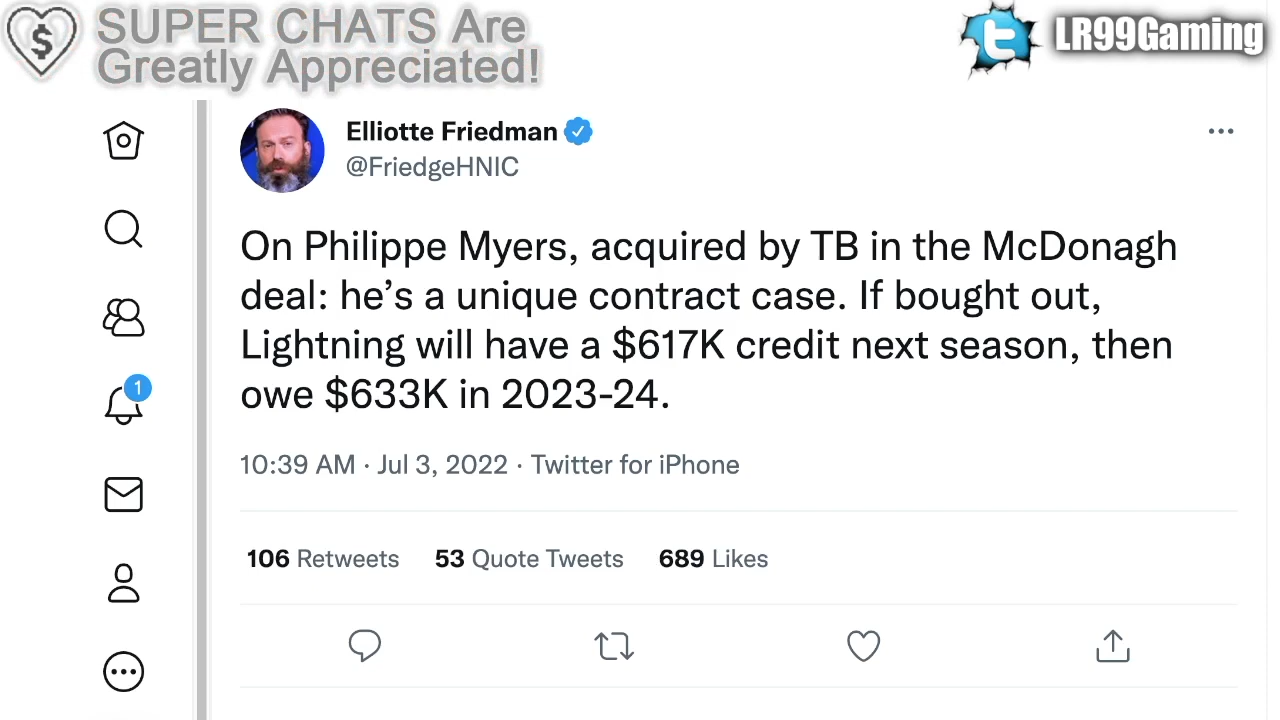 SUPER CHATS Are
Greatly Appreciated!
LR99Gaming
Elliotte Friedman
@FriedgeHNIC
On Philippe Myers, acquired by TB in the McDonagh
deal: he’s a unique contract case. If bought out,
Lightning will have a $617K credit next season, then
owe $633K in 2023-24.
10:39 AM · Jul 3, 2022 · Twitter for iPhone
106 Retweets 53 Quote Tweets 689 Likes
1